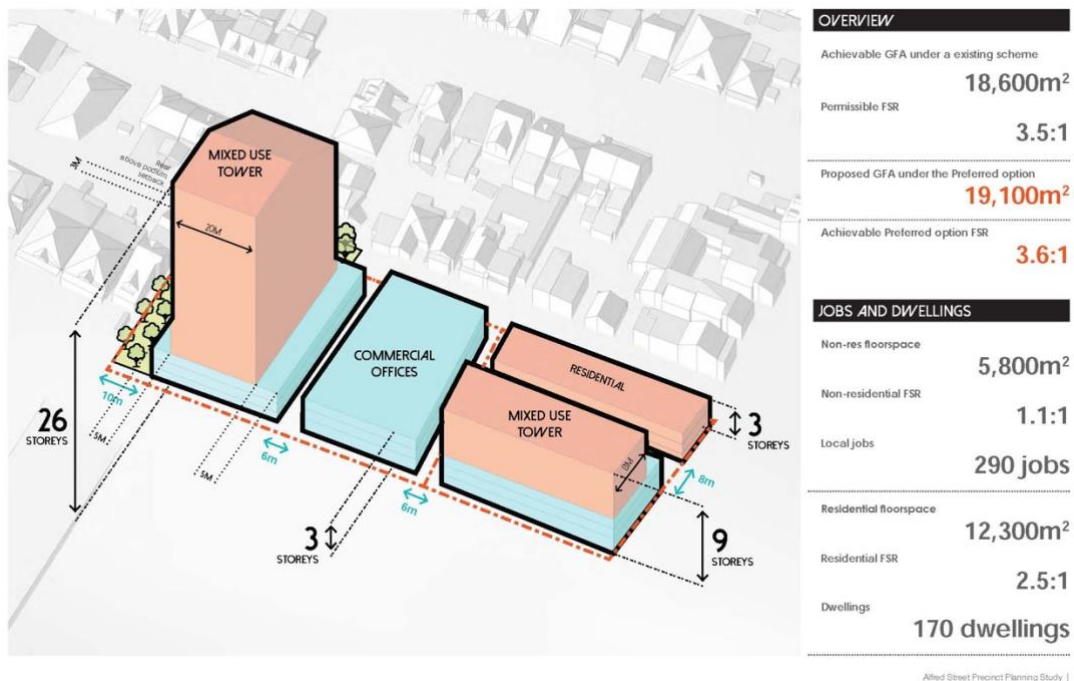 MIXED USE
TOWER
3M
Rear
above podium
setback
20M
COMMERCIAL
OFFICES
RESIDENTIAL
MIXED USE
TOWER
10m
5M
5M
6m
6m
8m
26
STOREYS
3
STOREYS
3
STOREYS
9
STOREYS
OVERVIEW
Achievable GFA under a existing scheme
18,600m²
Permissible FSR
3.5:1
Proposed GFA under the Preferred option
19,100m²
Achievable Preferred option FSR
3.6:1
JOBS AND DWELLINGS
Non-res floorspace
5,800m²
Non-residential FSR
1.1:1
Local jobs
290 jobs
Residential floorspace
12,300m²
Residential FSR
2.5:1
Dwellings
170 dwellings
Alfred Street Precinct Planning Study |